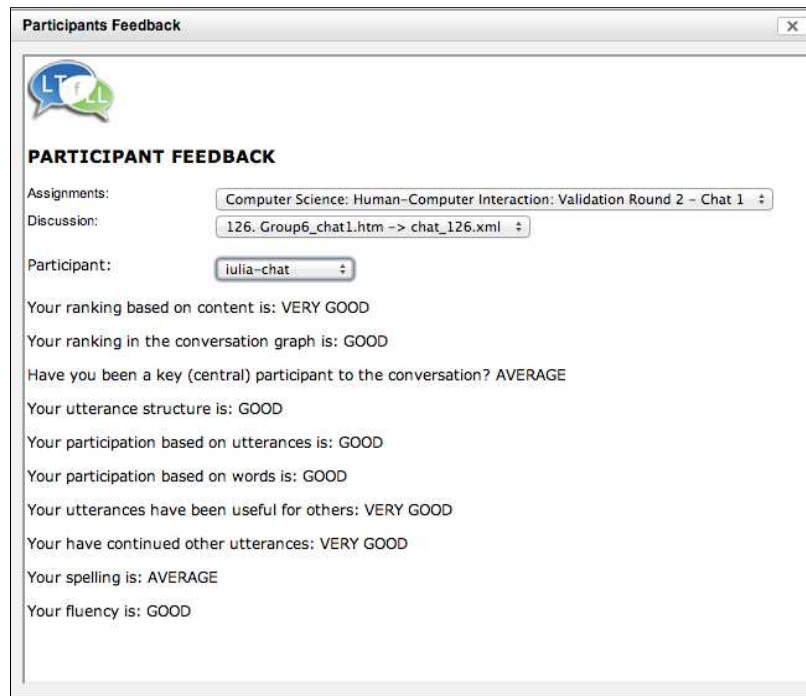 Participants Feedback
LTfLL
PARTICIPANT FEEDBACK
Assignments: Computer Science: Human-Computer Interaction: Validation Round 2 - Chat 1
Discussion: 126. Group6_chat1.htm -> chat_126.xml
Participant: iulia-chat
Your ranking based on content is: VERY GOOD
Your ranking in the conversation graph is: GOOD
Have you been a key (central) participant to the conversation? AVERAGE
Your utterance structure is: GOOD
Your participation based on utterances is: GOOD
Your participation based on words is: GOOD
Your utterances have been useful for others: VERY GOOD
Your have continued other utterances: VERY GOOD
Your spelling is: AVERAGE
Your fluency is: GOOD